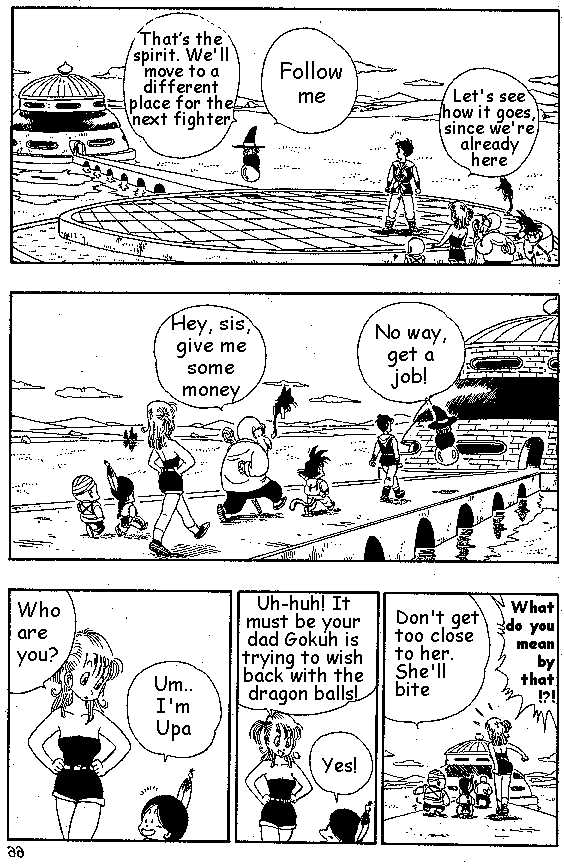 That's the
spirit. We'll
move to a
different
place for the
next fighter
Follow
me
Let's see
how it goes,
since we're
already
here
Hey, sis,
give me
some
money
No way,
get a
job!
Who
are
you?
Um..
I'm
Upa
Uh-huh! It
must be your
dad Gokuh is
trying to wish
back with the
dragon balls!
Yes!
Don't get
too close
to her.
She'll
bite
What
do you
mean
by
that
!?!
66